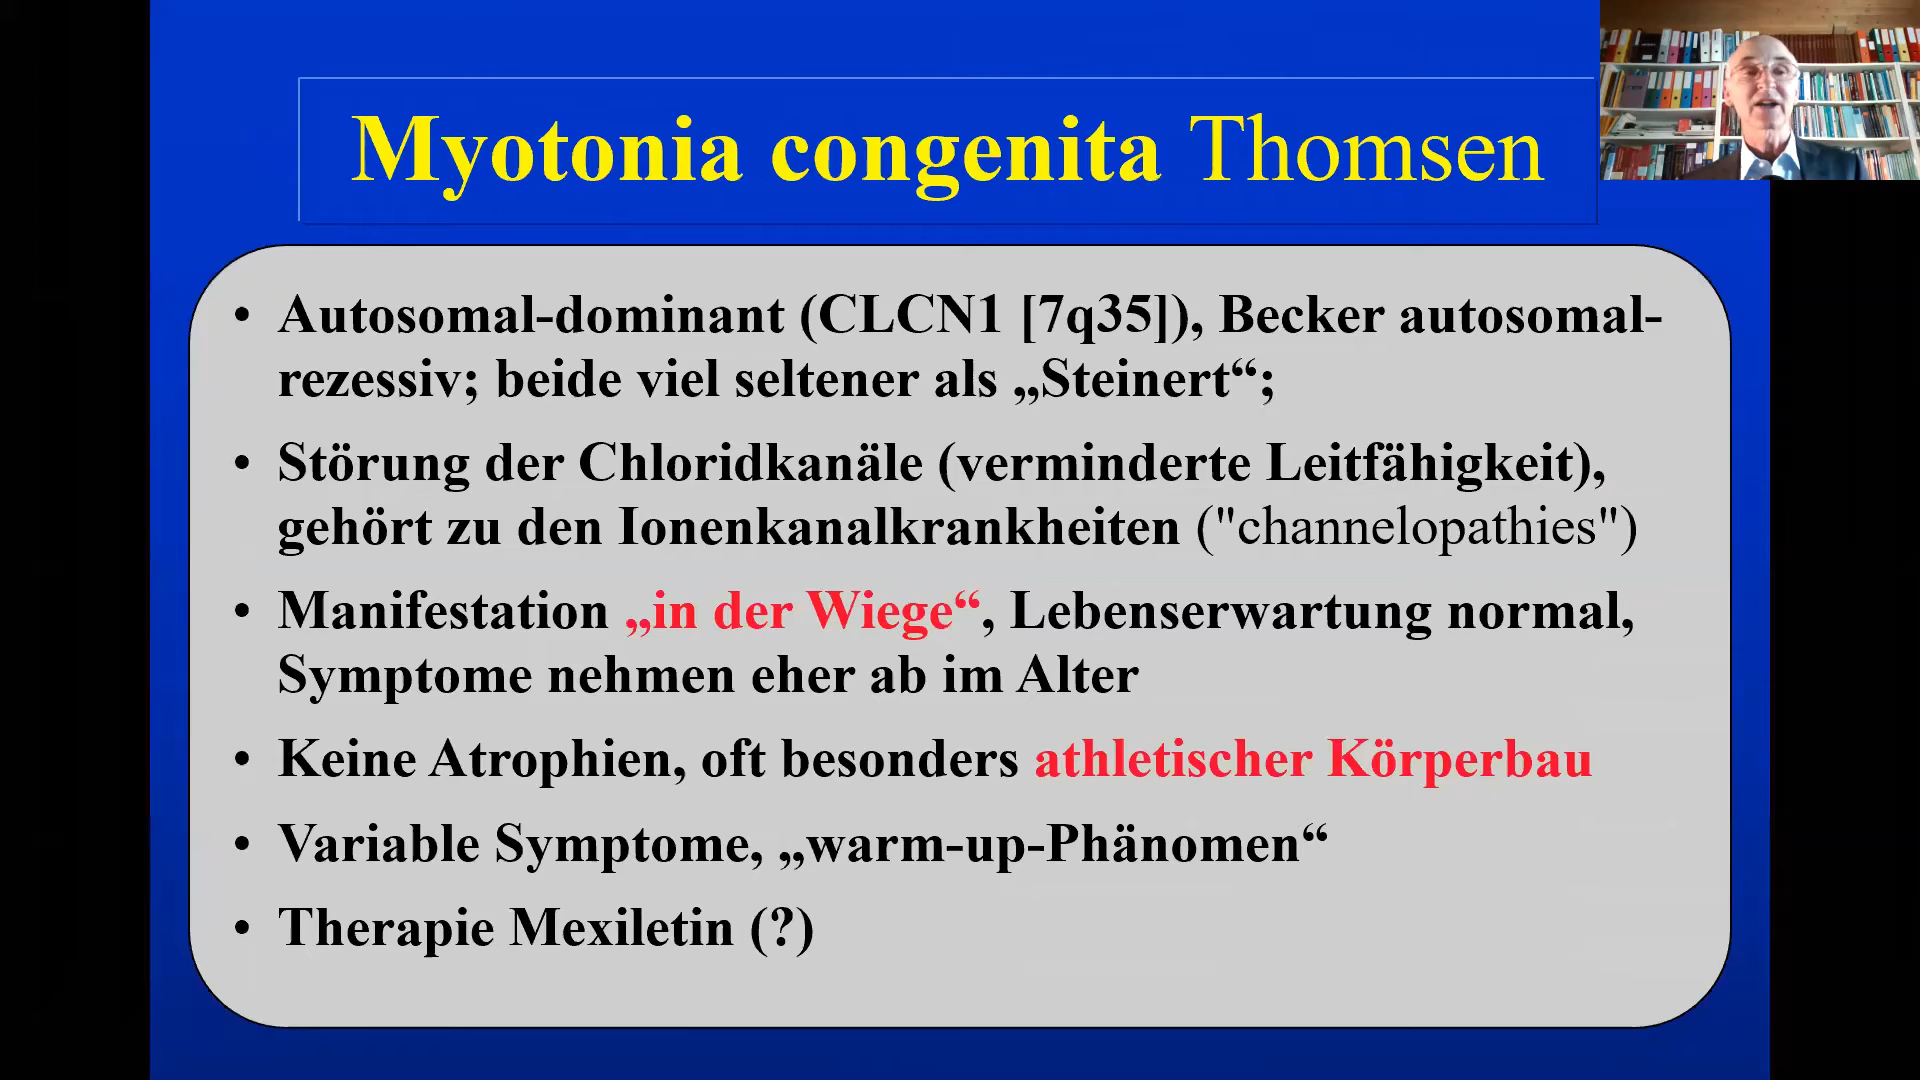 Myotonia congenita Thomsen
• Autosomal-dominant (CLCN1 [7q35]), Becker autosomal-
rezessiv; beide viel seltener als „Steinert“;
• Störung der Chloridkanäle (verminderte Leitfähigkeit),
gehört zu den Ionenkanalkrankheiten ("channelopathies")
• Manifestation „in der Wiege“, Lebenserwartung normal,
Symptome nehmen eher ab im Alter
• Keine Atrophien, oft besonders athletischer Körperbau
• Variable Symptome, „warm-up-Phänomen“
• Therapie Mexiletin (?)